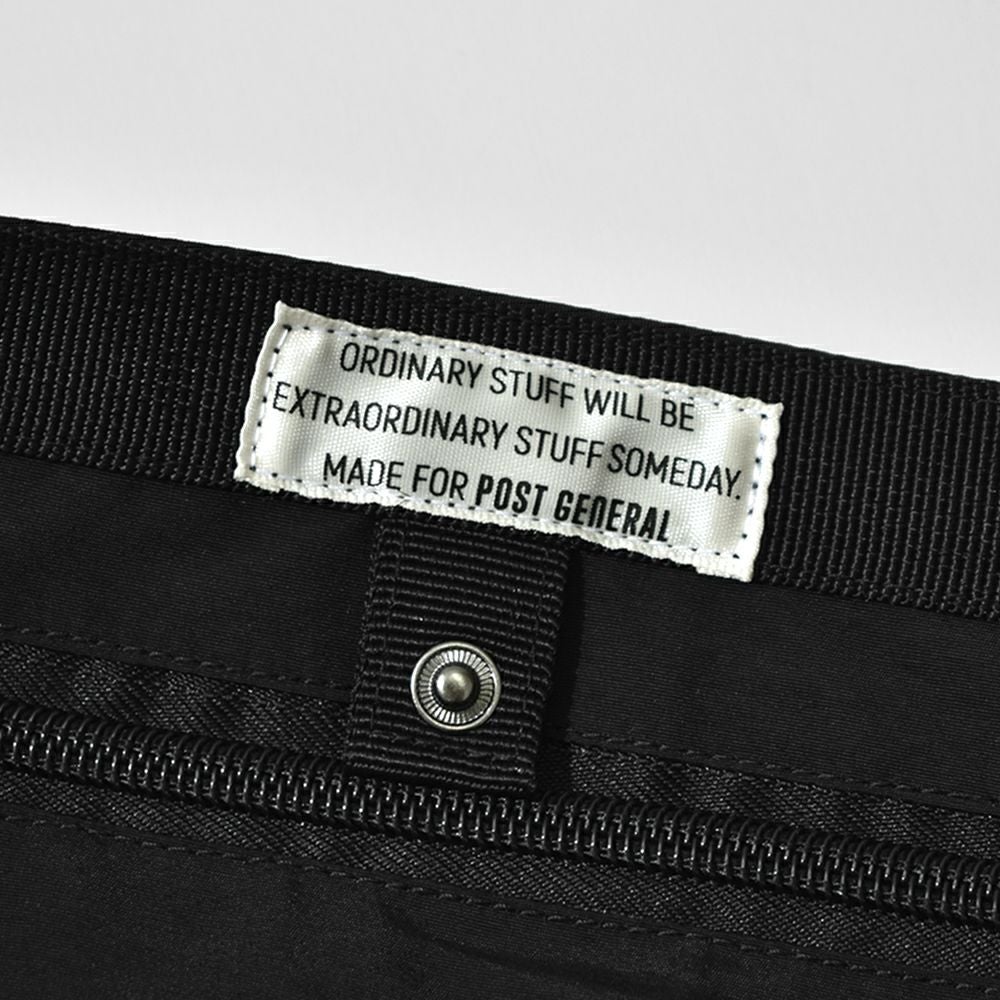 ORDINARY STUFF WILL BE
EXTRAORDINARY STUFF SOMEDAY.
MADE FOR POST GENERAL